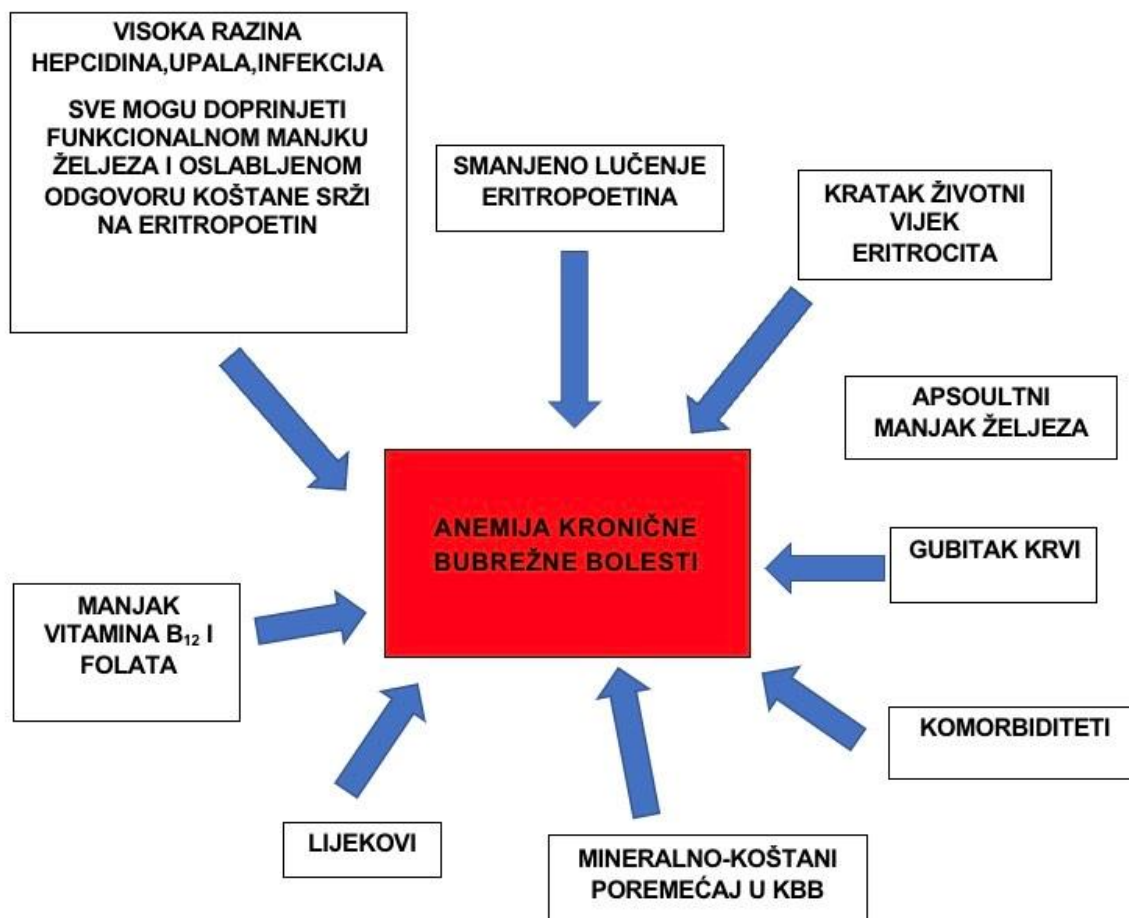 VISOKA RAZINA
HEPCIDINA,UPALA,INFEKCIJA
SVE MOGU DOPRINJETI
FUNKCIONALNOM MANJKU
ŽELJEZA I OSLABLJENOM
ODGOVORU KOŠTANE SRŽI
NA ERITROPOETIN
SMANJENO LUČENJE
ERITROPOETINA
KRATAK ŽIVOTNI
VIJEK
ERITROCITA
APSOULTNI
MANJAK ŽELJEZA
ANEMIJA KRONIČNE
BUBREŽNE BOLESTI
GUBITAK KRVI
MANJAK
VITAMINA B₁₂ I
FOLATA
KOMORBIDITETI
LIJEKOVI
MINERALNO-KOŠTANI
POREMEĆAJ U KBB